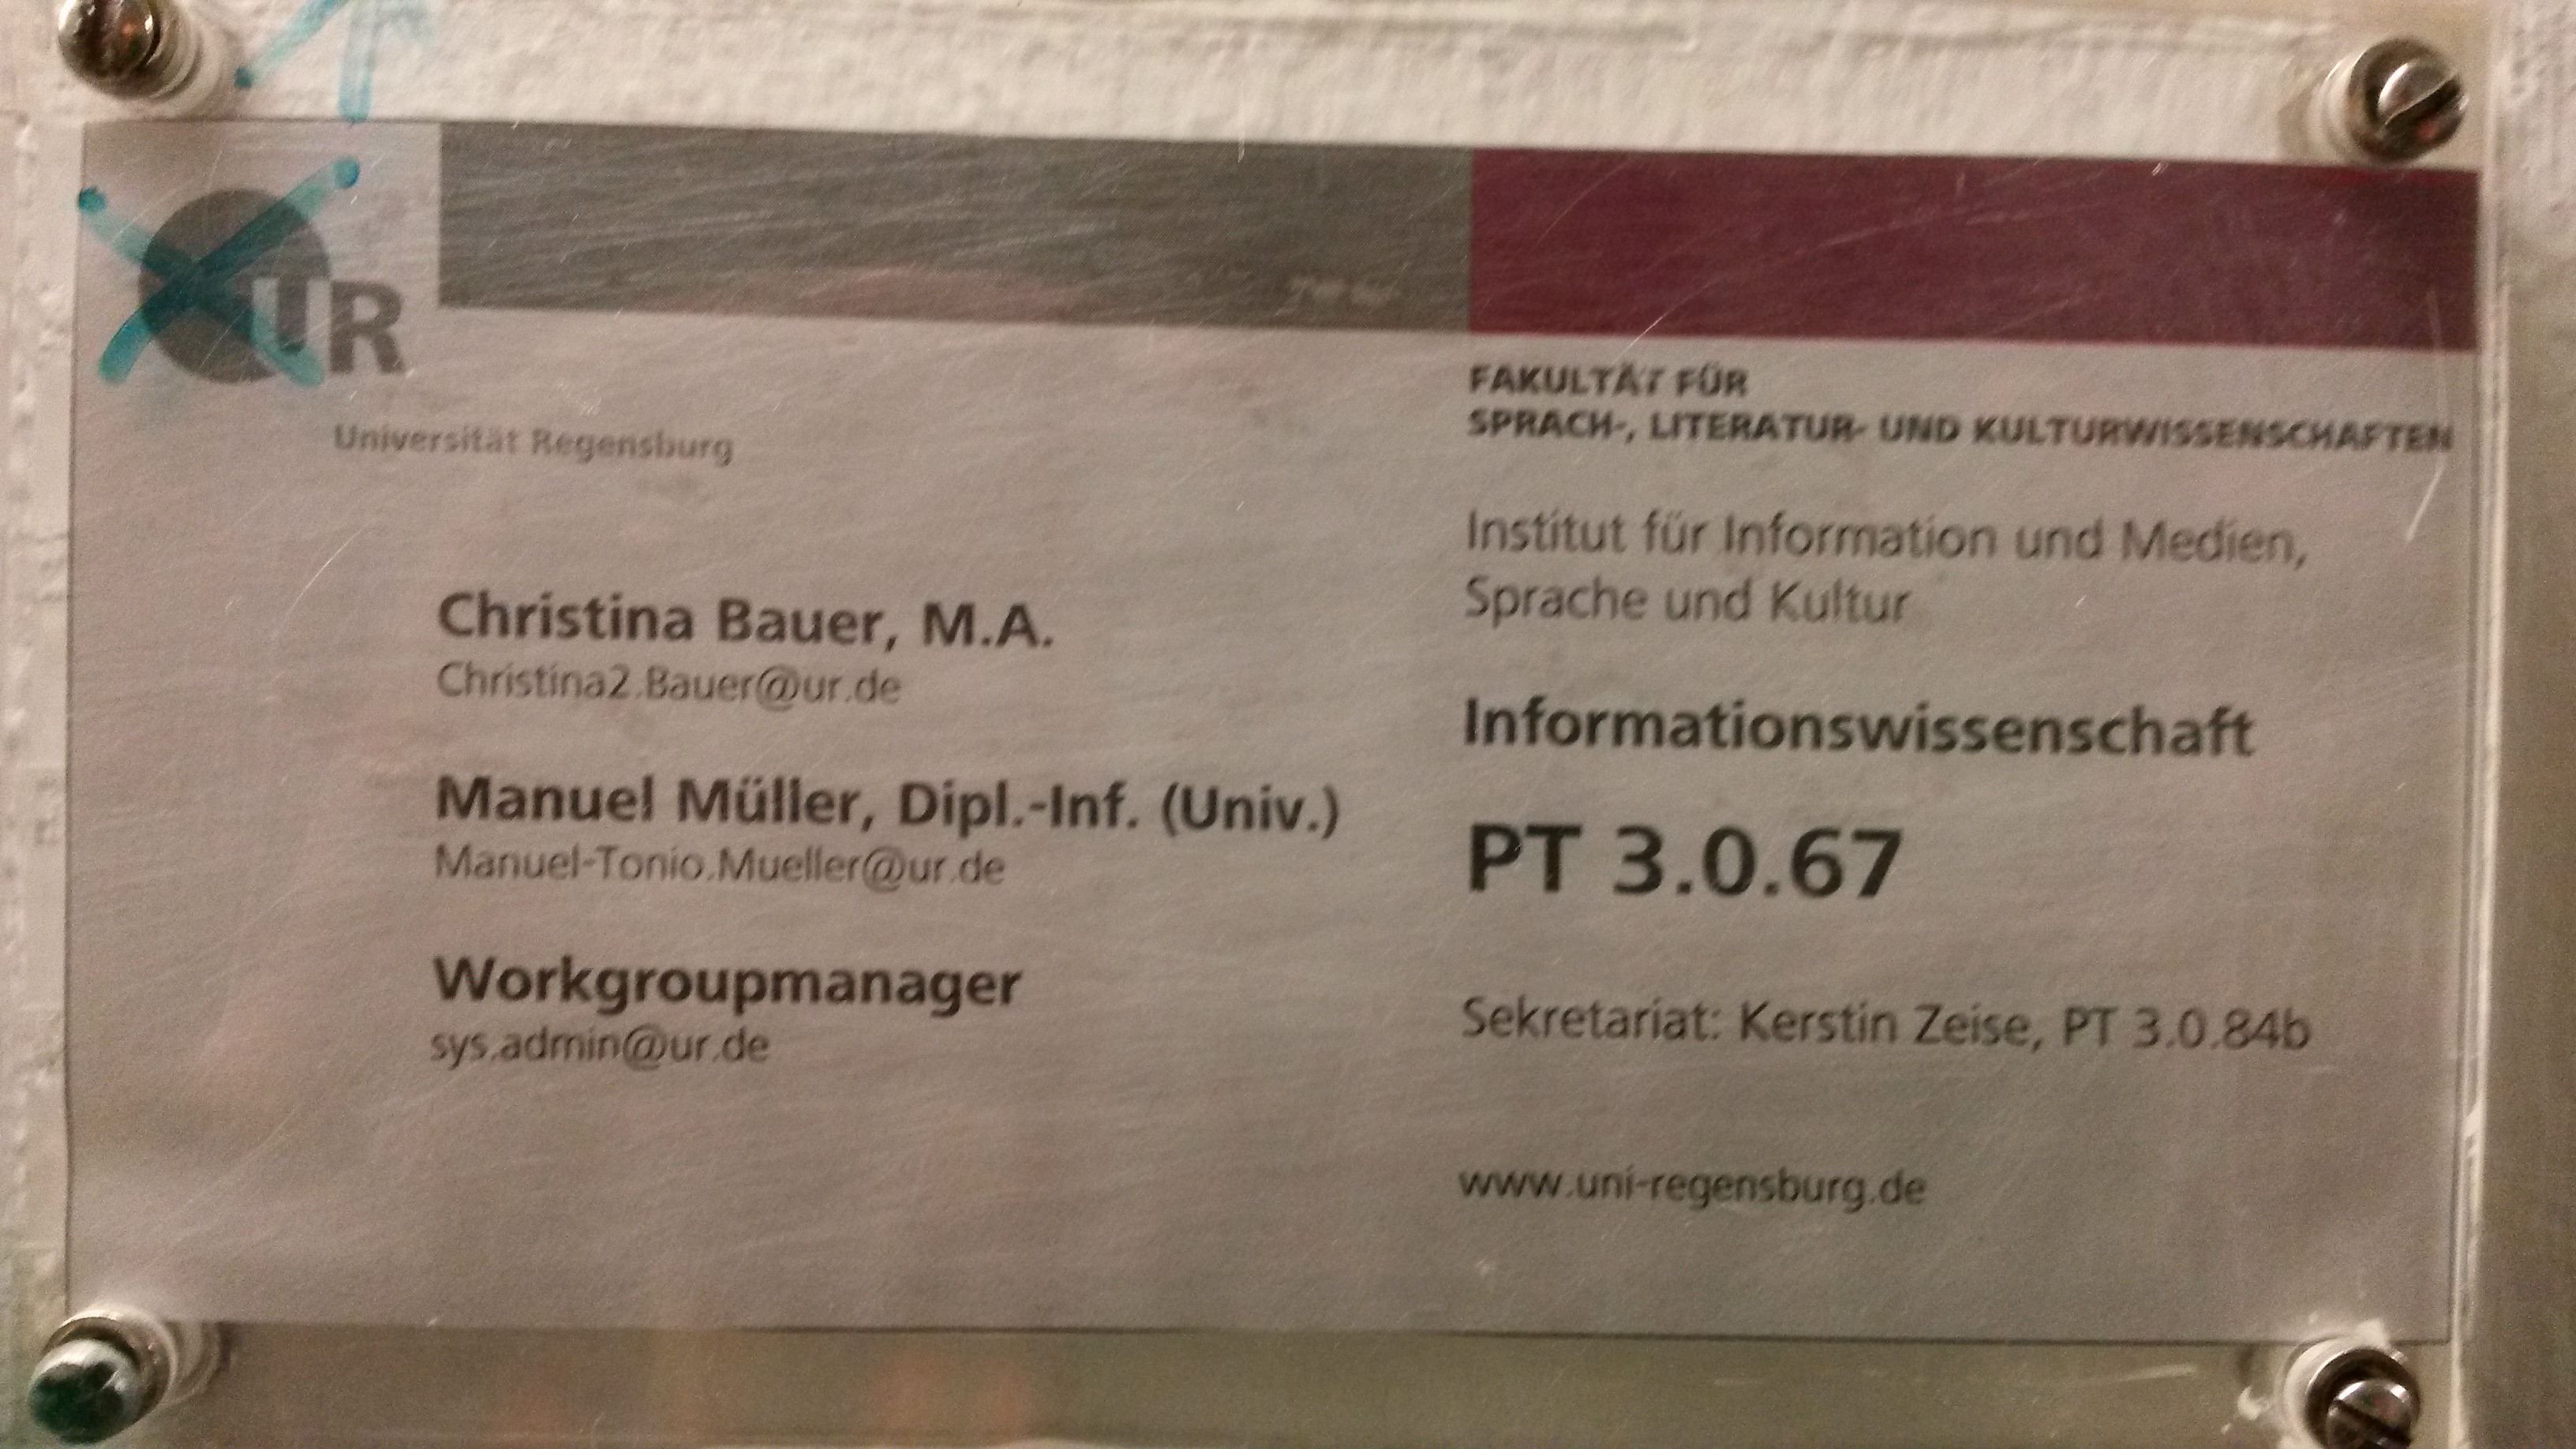 UR
Universität Regensburg
Christina Bauer, M.A.
Christina2.Bauer@ur.de
Manuel Müller, Dipl.-Inf. (Univ.)
Manuel-Tonio.Mueller@ur.de
Workgroupmanager
sys.admin@ur.de
FAKULTÄT FÜR
SPRACH-, LITERATUR- UND KULTURWISSENSCHAFTEN
Institut für Information und Medien,
Sprache und Kultur
Informationswissenschaft
PT 3.0.67
Sekretariat: Kerstin Zeise, PT 3.0.84b
www.uni-regensburg.de